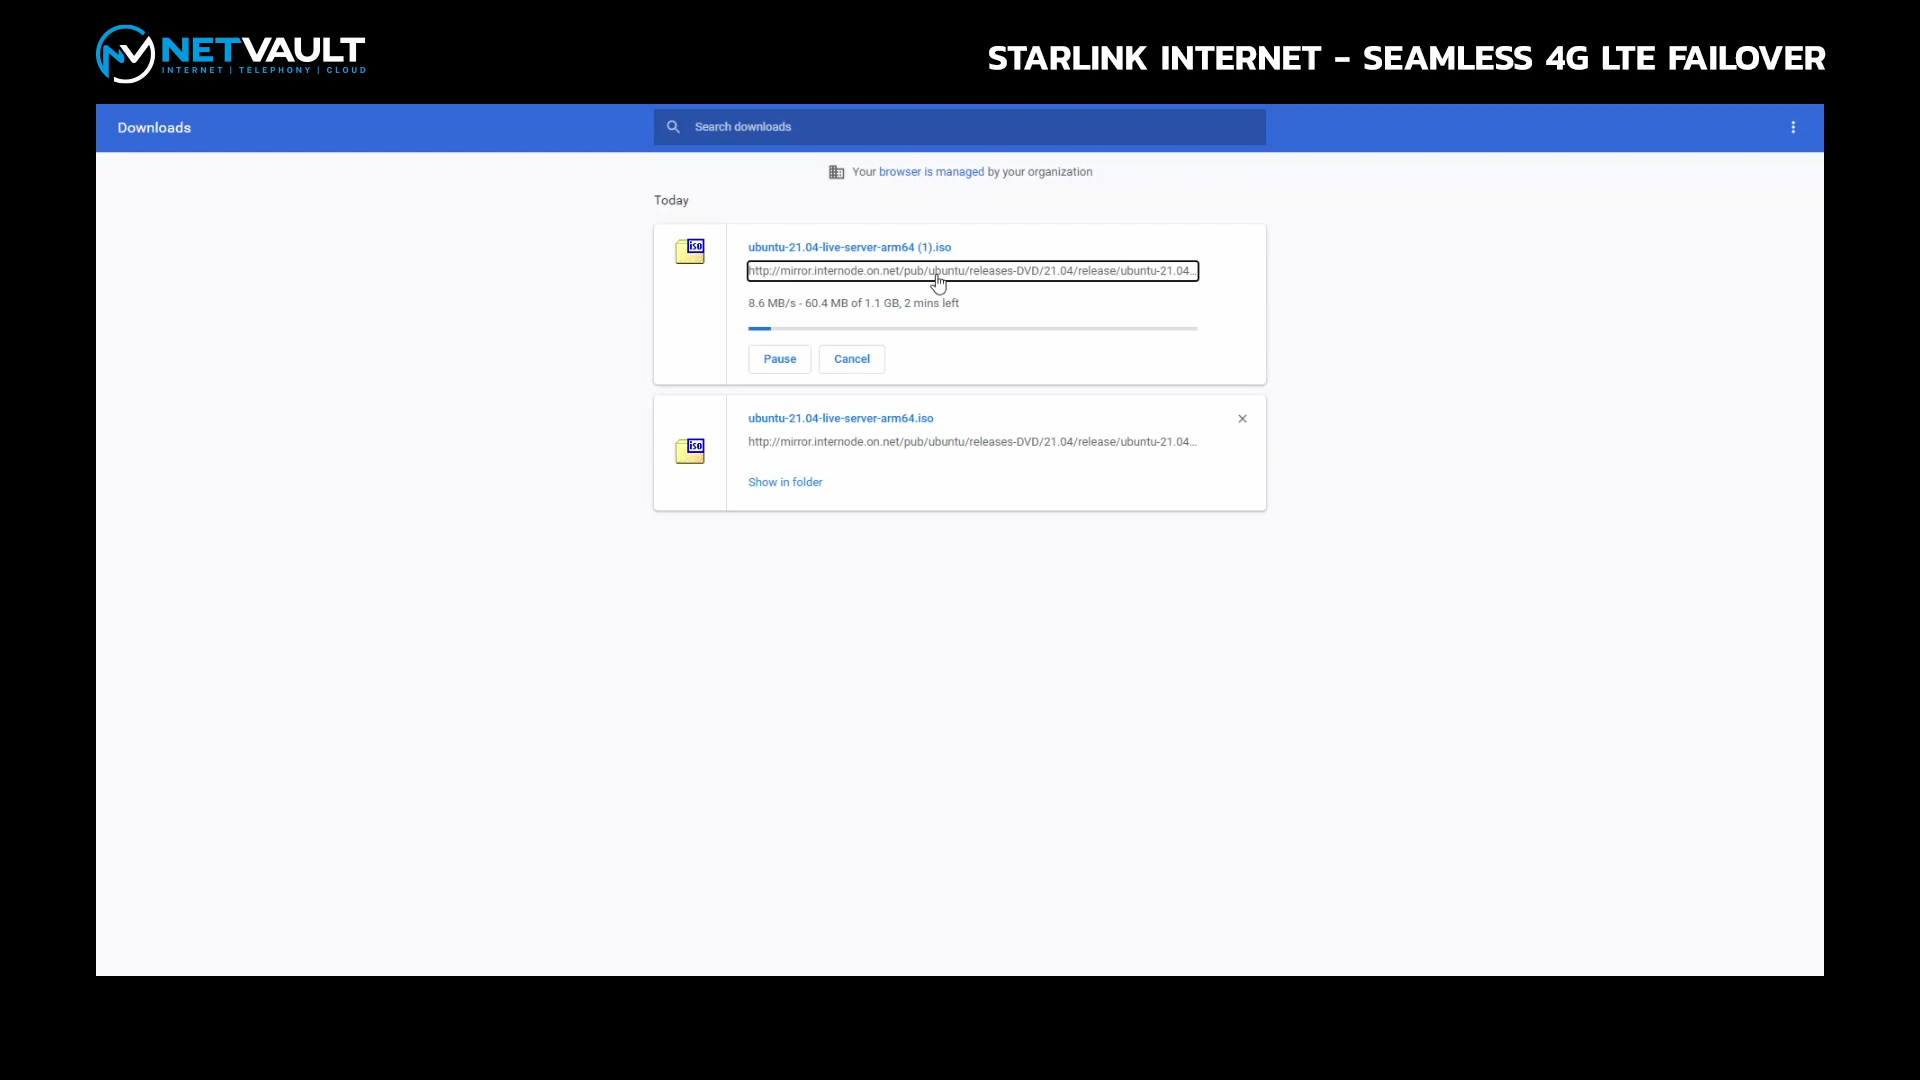 NETVAULT
INTERNET | TELEPHONY | CLOUD
STARLINK INTERNET - SEAMLESS 4G LTE FAILOVER
Downloads
Search downloads
Your browser is managed by your organization
Today
iso
ubuntu-21.04-live-server-arm64 (1).iso
http://mirror.internode.on.net/pub/ubuntu/releases-DVD/21.04/release/ubuntu-21.04...
8.6 MB/s - 60.4 MB of 1.1 GB, 2 mins left
Pause
Cancel
ubuntu-21.04-live-server-arm64.iso
iso
http://mirror.internode.on.net/pub/ubuntu/releases-DVD/21.04/release/ubuntu-21.04...
Show in folder